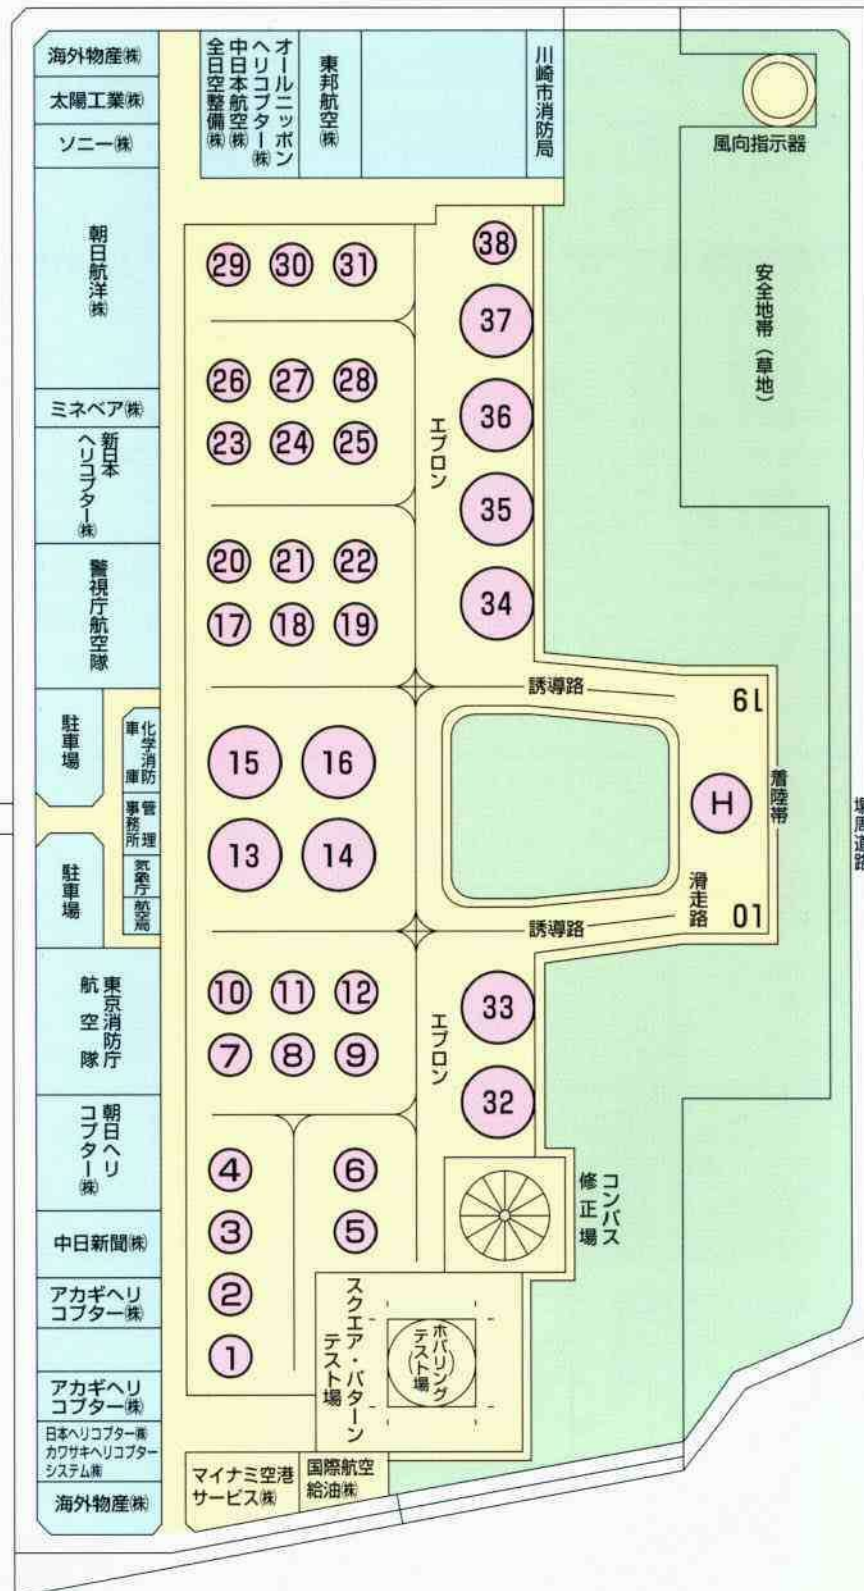 海外物産㈱
太陽工業㈱
ソニー㈱
朝日航洋㈱
ミネベア㈱
新日本
ヘリコプター㈱
警視庁航空隊
駐車場
化学消防
車庫
管理
事務所
気象庁
航空局
駐車場
東京消防庁
航空隊
朝日ヘリ
コプター㈱
中日新聞㈱
アカギヘリ
コプター㈱
アカギヘリ
コプター㈱
日本ヘリコプター㈱
カワサキヘリコプター
システム㈱
海外物産㈱
オールニッポン
ヘリコプター㈱
中日本航空㈱
全日空整備㈱
東邦航空㈱
川崎市消防局
風向指示器
安全地帯(草地)
29 30 31
38
37
26 27 28
36
23 24 25
エプロン
35
20 21 22
34
17 18 19
誘導路
19
15 16
H
着陸帯
場周道路
13 14
滑走路
01
誘導路
10 11 12
33
エプロン
7 8 9
32
4 6
コンパス
修正場
3 5
2
1
スクエア・パターン
テスト場
ホバリング
(テスト場)
マイナミ空港
サービス㈱
国際航空
給油㈱